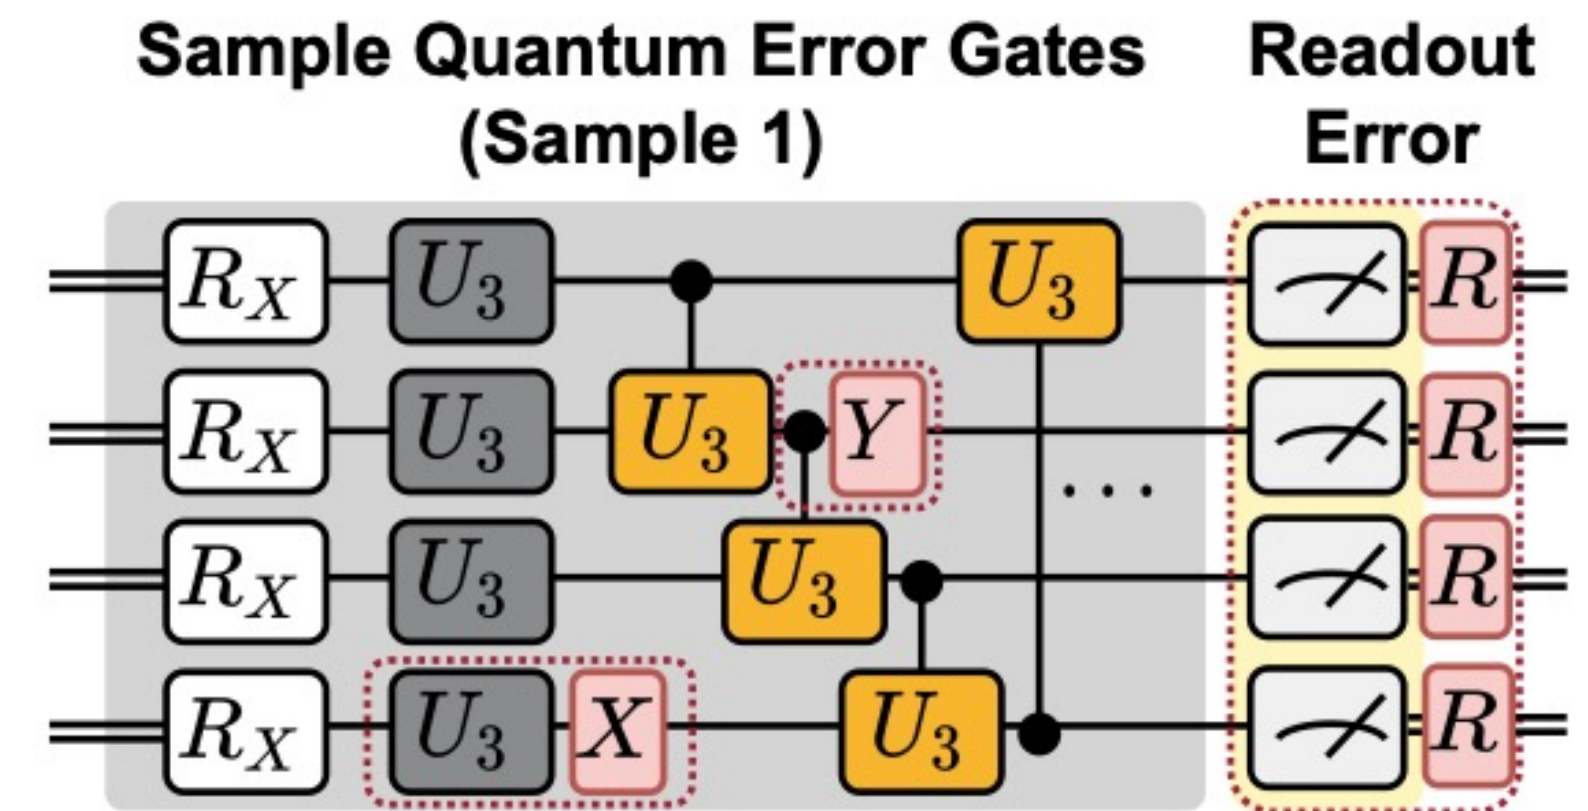 Sample Quantum Error Gates
(Sample 1)
Readout
Error
R_X U_3 U_3 R
R_X U_3 U_3 Y R
...
R_X U_3 U_3 R
R_X U_3 X U_3 R